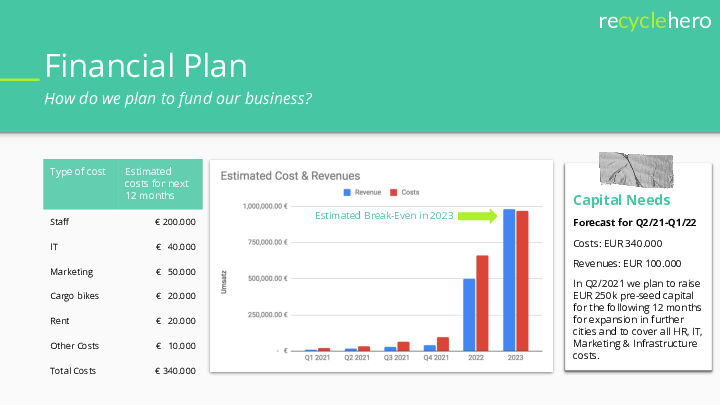 recyclehero
Financial Plan
How do we plan to fund our business?
Type of cost
Estimated
costs for next
12 months
Staff € 200.000
IT € 40.000
Marketing € 50.000
Cargo bikes € 20.000
Rent € 20.000
Other Costs € 10.000
Total Costs € 340.000
Estimated Cost & Revenues
Revenue Costs
1,000,000.00 €
Estimated Break-Even in 2023
750,000.00 €
500,000.00 €
250,000.00 €
- €
Umsatz
Q1 2021 Q2 2021 Q3 2021 Q4 2021 2022 2023
Capital Needs
Forecast for Q2/21-Q1/22
Costs: EUR 340.000
Revenues: EUR 100.000
In Q2/2021 we plan to raise
EUR 250k pre-seed capital
for the following 12 months
for expansion in further
cities and to cover all HR, IT,
Marketing & Infrastructure
costs.